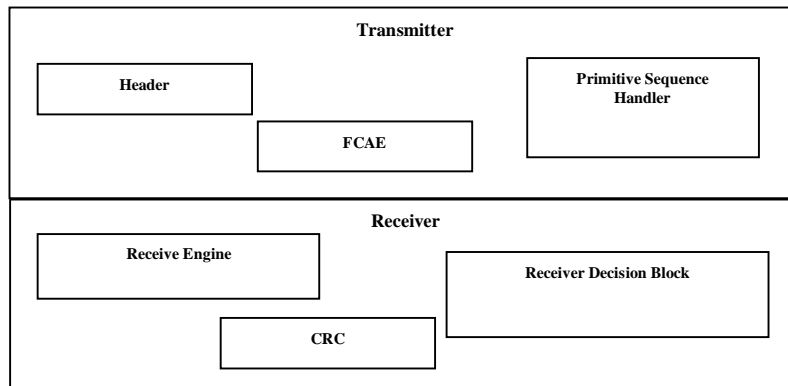 Transmitter
Header
Primitive Sequence
Handler
FCAE
Receiver
Receive Engine
Receiver Decision Block
CRC